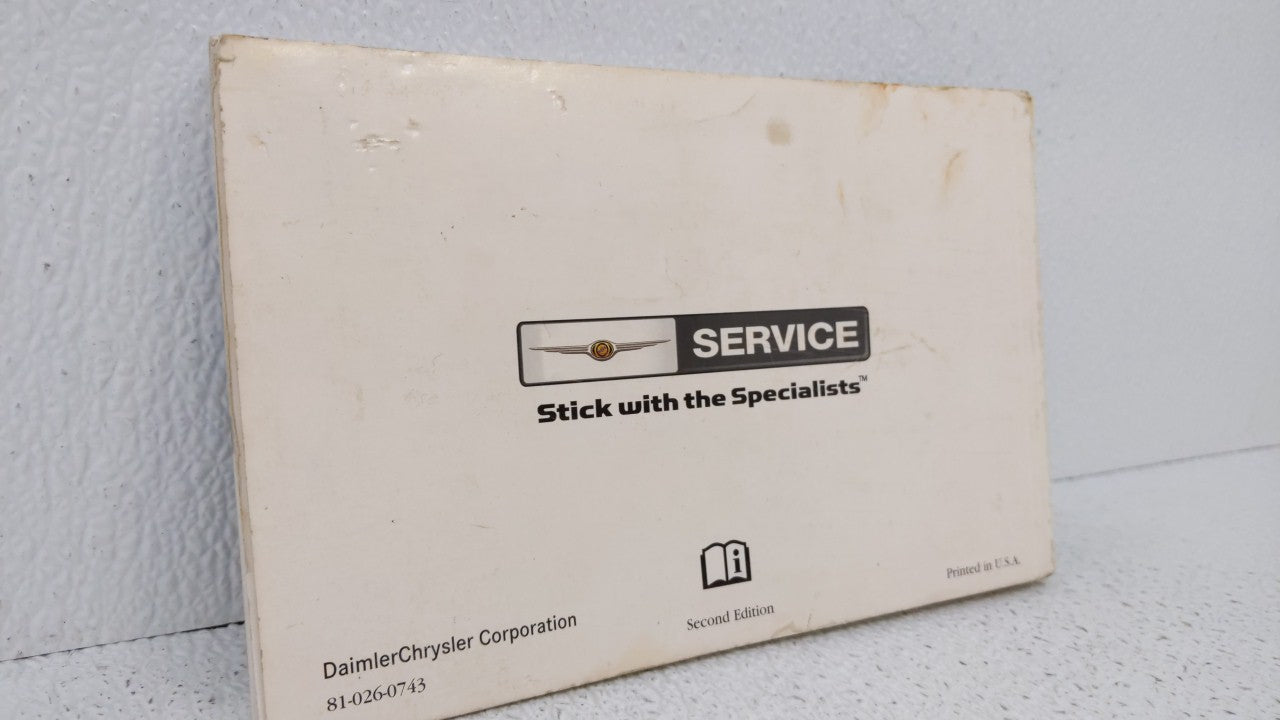 SERVICE
Stick with the Specialists™
i
Second Edition
Printed in U.S.A.
DaimlerChrysler Corporation
81-026-0743